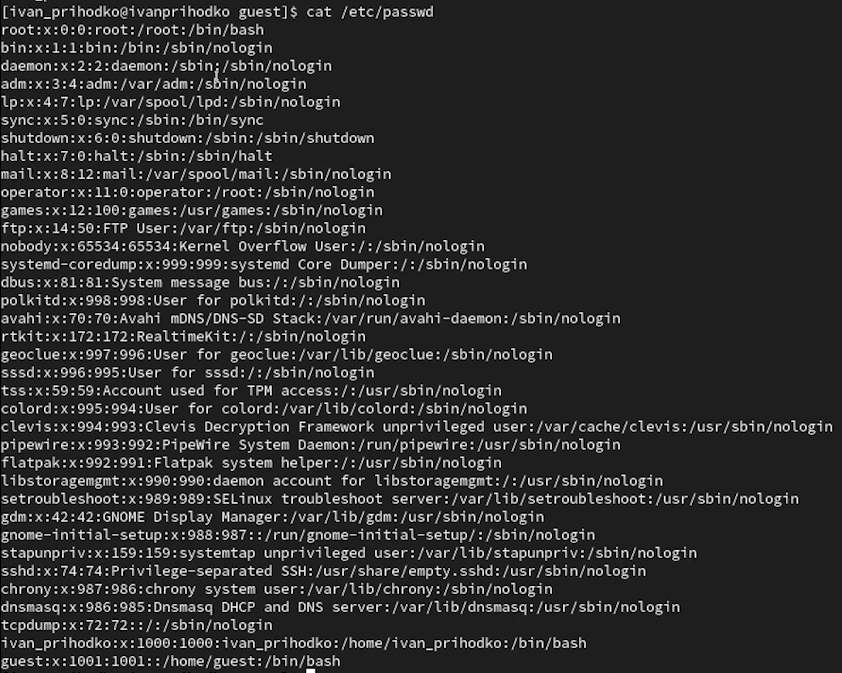 [ivan_prihodko@ivanprihodko guest]$ cat /etc/passwd
root:x:0:0:root:/root:/bin/bash
bin:x:1:1:bin:/bin:/sbin/nologin
daemon:x:2:2:daemon:/sbin:/sbin/nologin
adm:x:3:4:adm:/var/adm:/sbin/nologin
lp:x:4:7:lp:/var/spool/lpd:/sbin/nologin
sync:x:5:0:sync:/sbin:/bin/sync
shutdown:x:6:0:shutdown:/sbin:/sbin/shutdown
halt:x:7:0:halt:/sbin:/sbin/halt
mail:x:8:12:mail:/var/spool/mail:/sbin/nologin
operator:x:11:0:operator:/root:/sbin/nologin
games:x:12:100:games:/usr/games:/sbin/nologin
ftp:x:14:50:FTP User:/var/ftp:/sbin/nologin
nobody:x:65534:65534:Kernel Overflow User:/:/sbin/nologin
systemd-coredump:x:999:999:systemd Core Dumper:/:/sbin/nologin
dbus:x:81:81:System message bus:/:/sbin/nologin
polkitd:x:998:998:User for polkitd:/:/sbin/nologin
avahi:x:70:70:Avahi mDNS/DNS-SD Stack:/var/run/avahi-daemon:/sbin/nologin
rtkit:x:172:172:RealtimeKit:/:/sbin/nologin
geoclue:x:997:996:User for geoclue:/var/lib/geoclue:/sbin/nologin
sssd:x:996:995:User for sssd:/:/sbin/nologin
tss:x:59:59:Account used for TPM access:/:/usr/sbin/nologin
colord:x:995:994:User for colord:/var/lib/colord:/sbin/nologin
clevis:x:994:993:Clevis Decryption Framework unprivileged user:/var/cache/clevis:/usr/sbin/nologin
pipewire:x:993:992:PipeWire System Daemon:/run/pipewire:/usr/sbin/nologin
flatpak:x:992:991:Flatpak system helper:/:/usr/sbin/nologin
libstoragemgmt:x:990:990:daemon account for libstoragemgmt:/:/usr/sbin/nologin
setroubleshoot:x:989:989:SELinux troubleshoot server:/var/lib/setroubleshoot:/usr/sbin/nologin
gdm:x:42:42:GNOME Display Manager:/var/lib/gdm:/usr/sbin/nologin
gnome-initial-setup:x:988:987::/run/gnome-initial-setup/:/sbin/nologin
stapunpriv:x:159:159:systemtap unprivileged user:/var/lib/stapunpriv:/sbin/nologin
sshd:x:74:74:Privilege-separated SSH:/usr/share/empty.sshd:/usr/sbin/nologin
chrony:x:987:986:chrony system user:/var/lib/chrony:/sbin/nologin
dnsmasq:x:986:985:Dnsmasq DHCP and DNS server:/var/lib/dnsmasq:/usr/sbin/nologin
tcpdump:x:72:72::/:/sbin/nologin
ivan_prihodko:x:1000:1000:ivan_prihodko:/home/ivan_prihodko:/bin/bash
guest:x:1001:1001::/home/guest:/bin/bash